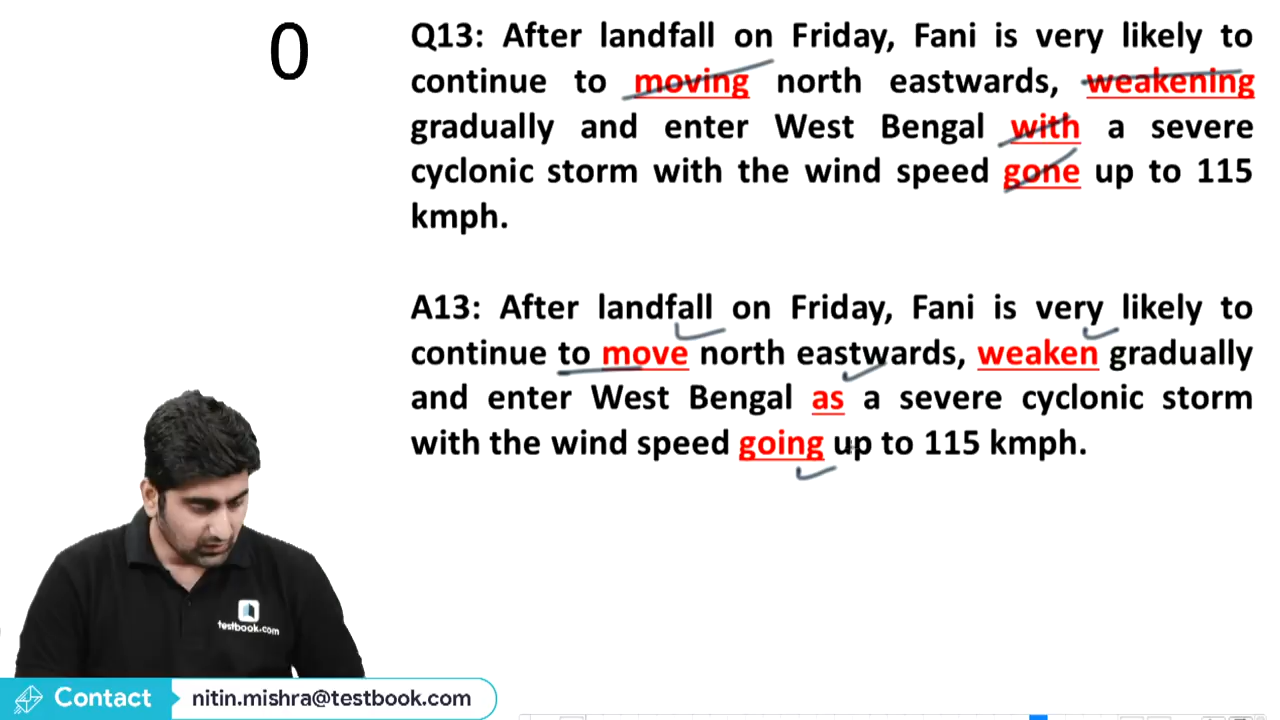 0
Q13: After landfall on Friday, Fani is very likely to
continue to moving north eastwards, weakening
gradually and enter West Bengal with a severe
cyclonic storm with the wind speed gone up to 115
kmph.
A13: After landfall on Friday, Fani is very likely to
continue to move north eastwards, weaken gradually
and enter West Bengal as a severe cyclonic storm
with the wind speed going up to 115 kmph.
testbook.com
Contact nitin.mishra@testbook.com